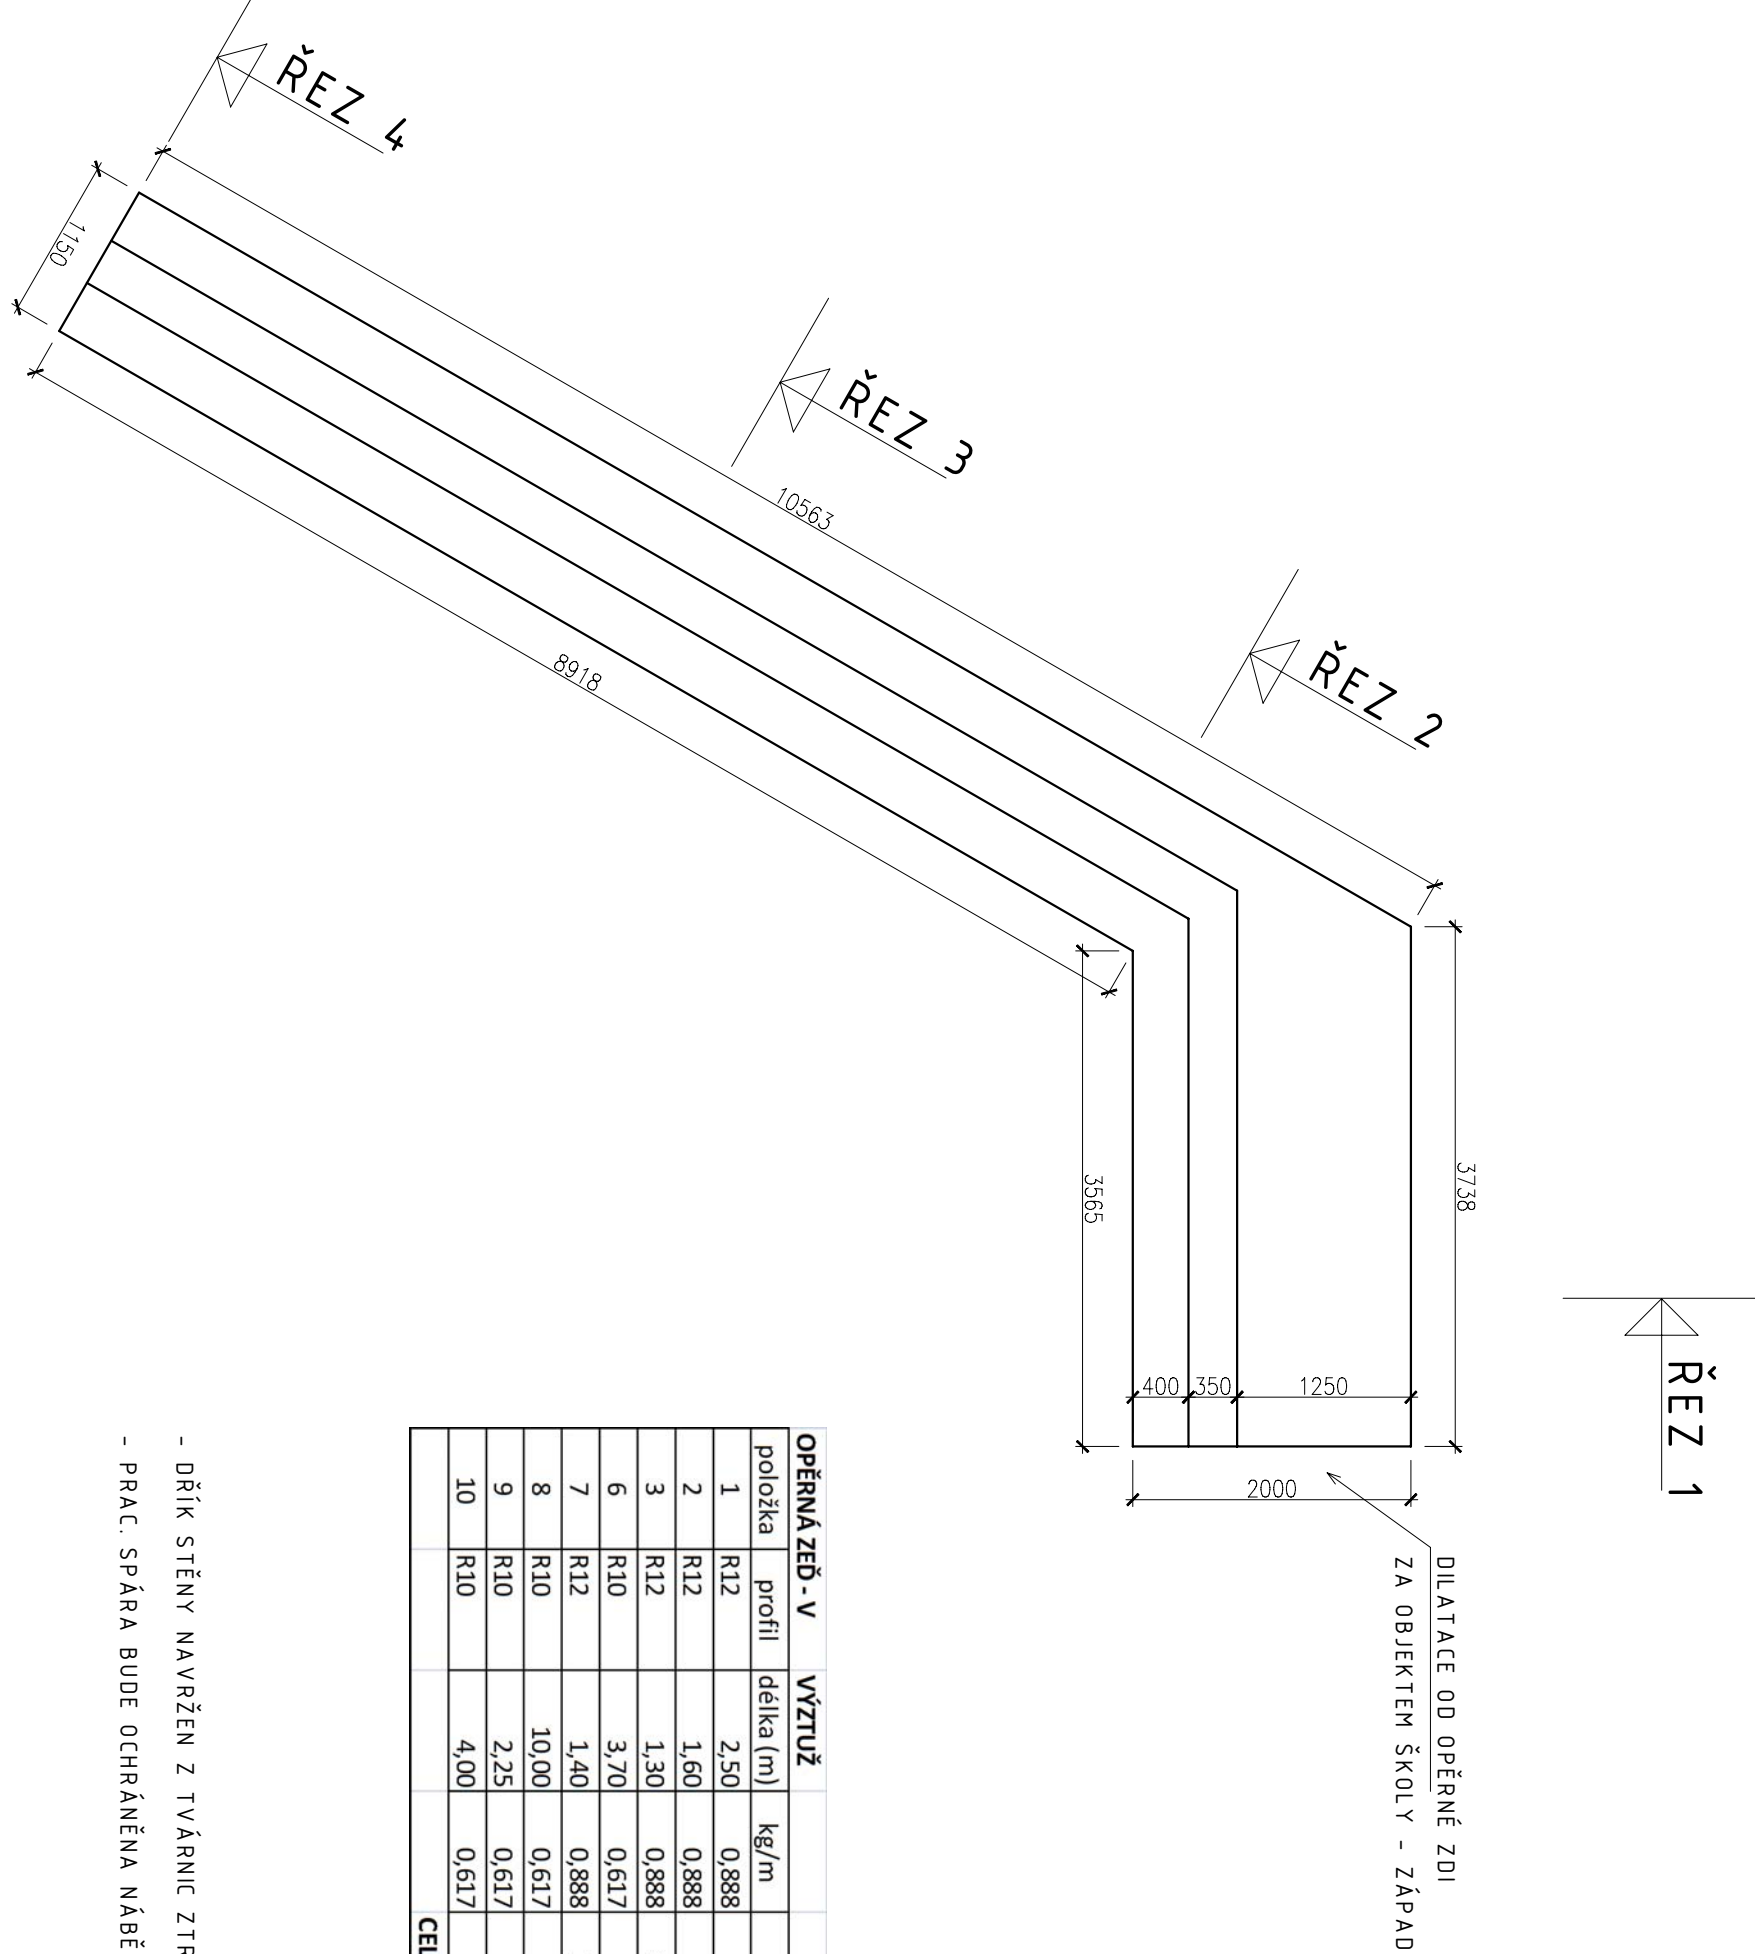 ŘEZ 4
ŘEZ 3
ŘEZ 2
ŘEZ 1
1150
10563
8918
3738
3565
400
350
1250
2000
DILATACE OD OPĚRNÉ ZDI
ZA OBJEKTEM ŠKOLY - ZÁPAD
OPĚRNÁ ZEĎ - V VÝZTUŽ
položka profil délka (m) kg/m
1 R12 2,50 0,888
2 R12 1,60 0,888
3 R12 1,30 0,888
6 R10 3,70 0,617
7 R12 1,40 0,888
8 R10 10,00 0,617
9 R10 2,25 0,617
10 R10 4,00 0,617
- DŘÍK STĚNY NAVRŽEN Z TVÁRNIC
- PRAC. SPÁRA BUDE OCHRÁNĚNA